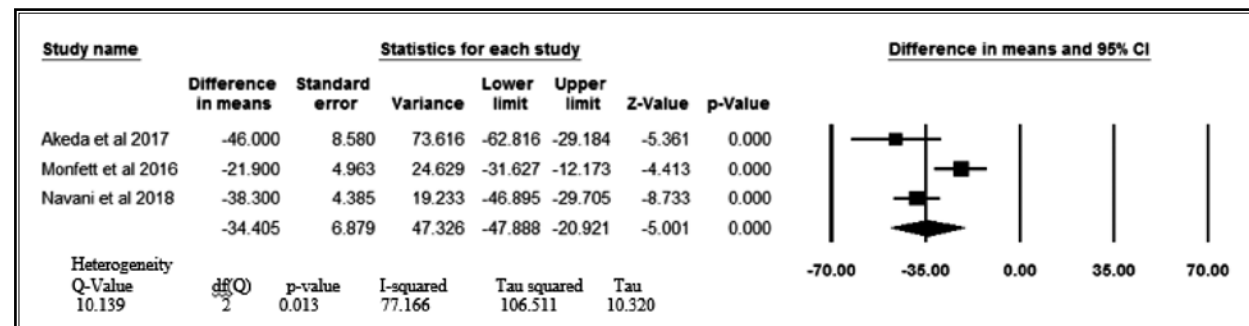 Study name Statistics for each study Difference in means and 95% CI
Difference in means Standard error Variance Lower limit Upper limit Z-Value p-Value
Akeda et al 2017 -46.000 8.580 73.616 -62.816 -29.184 -5.361 0.000
Monfett et al 2016 -21.900 4.963 24.629 -31.627 -12.173 -4.413 0.000
Navani et al 2018 -38.300 4.385 19.233 -46.895 -29.705 -8.733 0.000
-34.405 6.879 47.326 -47.888 -20.921 -5.001 0.000
-70.00 -35.00 0.00 35.00 70.00
Heterogeneity
Q-Value df(Q) p-value I-squared Tau squared Tau
10.139 2 0.013 77.166 106.511 10.320